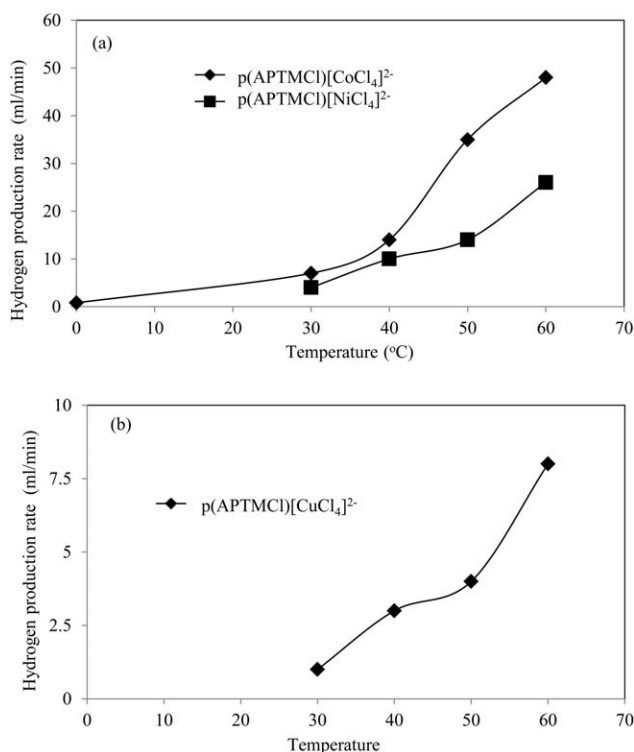 60
(a)
50
p(APTMCl)[CoCl₄]²⁻
p(APTMCl)[NiCl₄]²⁻
40
30
20
10
0
Hydrogen production rate (ml/min)
0 10 20 30 40 50 60 70
Temperature (°C)
10
(b)
7.5
p(APTMCl)[CuCl₄]²⁻
5
2.5
0
Hydrogen production rate (ml/min)
0 10 20 30 40 50 60 70
Temperature